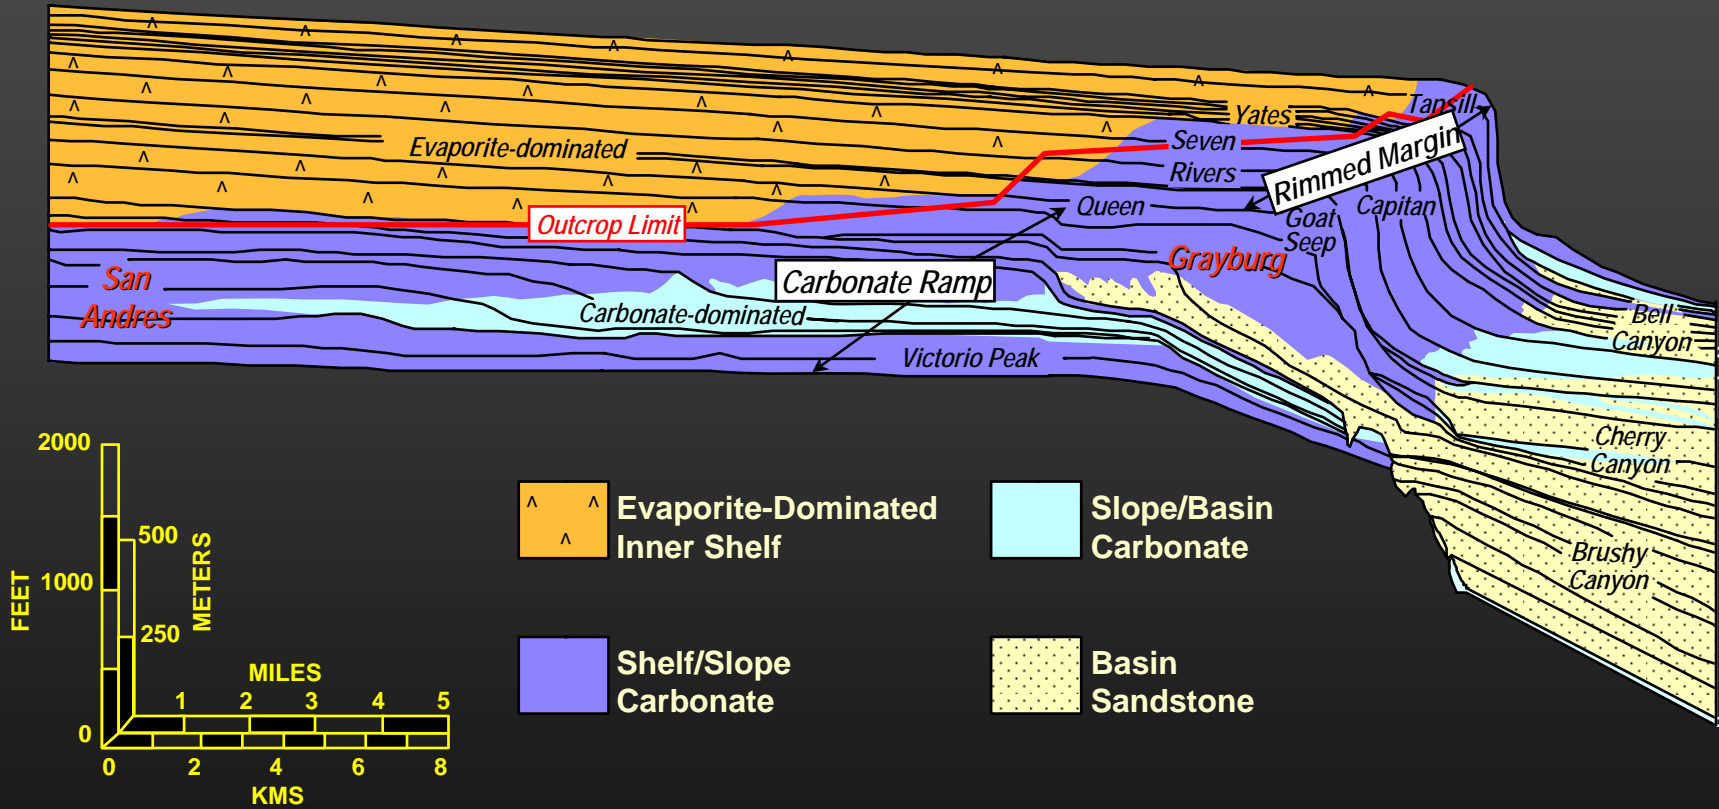 Tansill
Yates
Seven
Rivers
Rimmed Margin
Evaporite-dominated
Queen
Capitan
Goat
Seep
Outcrop Limit
Grayburg
San
Andres
Carbonate Ramp
Carbonate-dominated
Victorio Peak
Bell
Canyon
Cherry
Canyon
Brushy
Canyon
2000
1000
0
FEET
500
250
METERS
MILES
1 2 3 4 5
0 2 4 6 8
KMS
^ ^
^
Evaporite-Dominated
Inner Shelf
Slope/Basin
Carbonate
Shelf/Slope
Carbonate
Basin
Sandstone